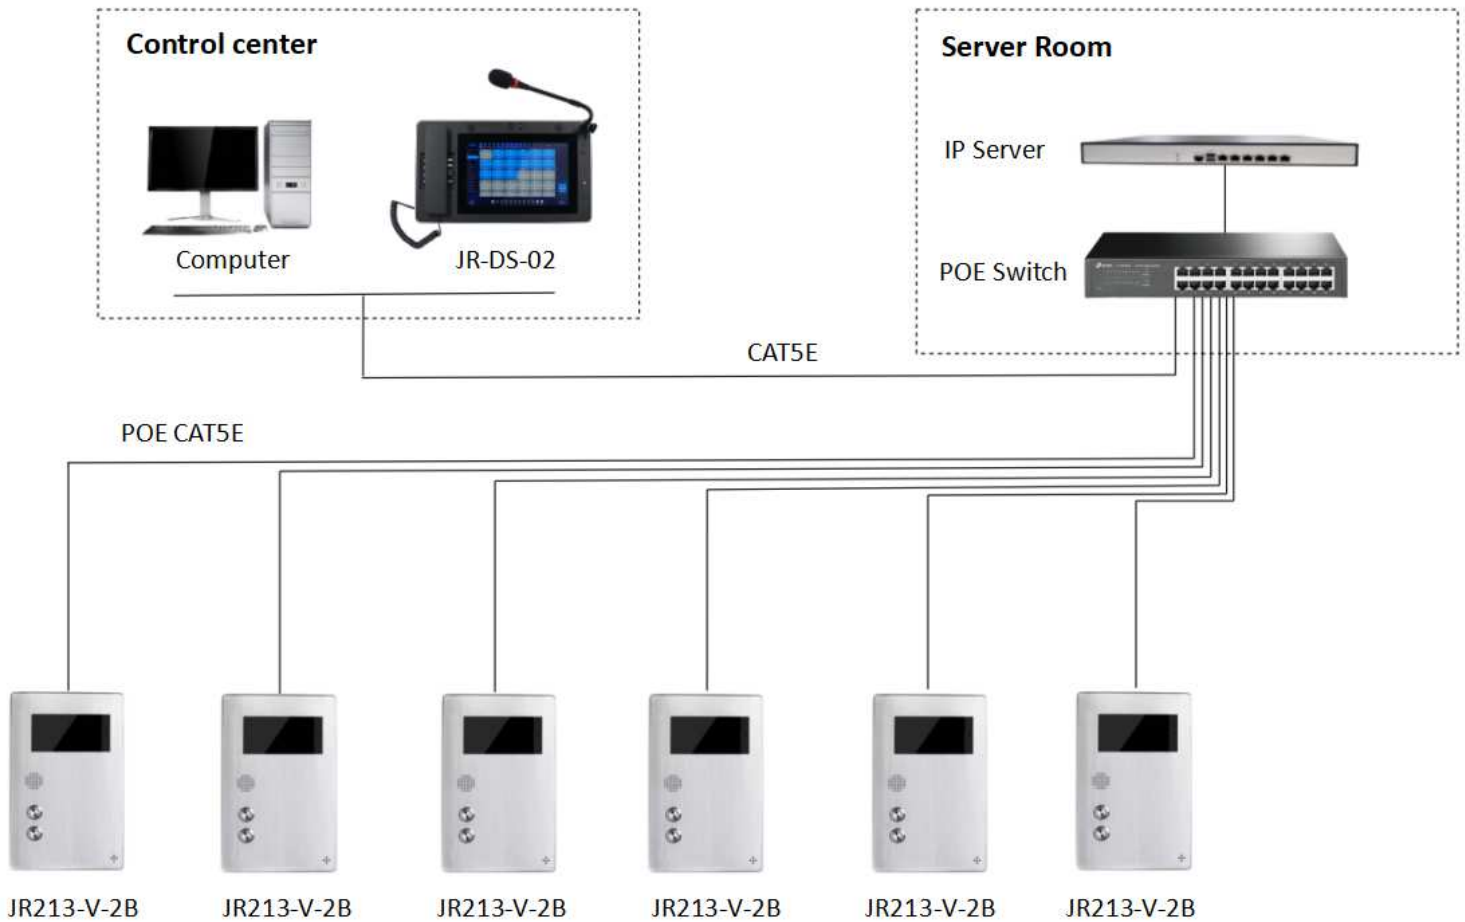 Control center
Server Room
IP Server
Computer
JR-DS-02
POE Switch
CAT5E
POE CAT5E
JR213-V-2B
JR213-V-2B
JR213-V-2B
JR213-V-2B
JR213-V-2B
JR213-V-2B